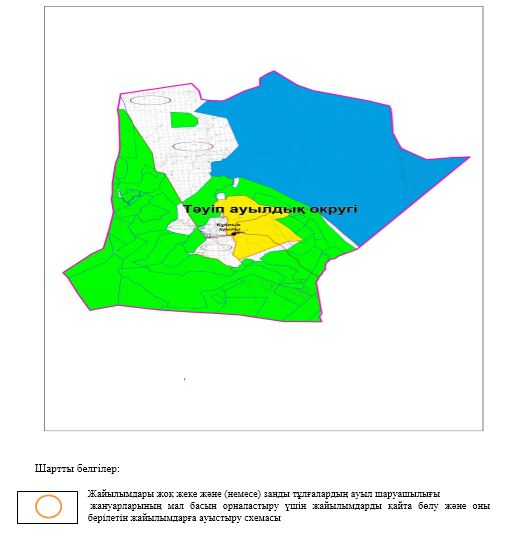 Тәуіп ауылдық округі
ауылы
Шартты белгілер:
Жайылымдары жоқ жеке және (немесе) заңды тұлғалардың ауыл шаруашылығы
жануарларының мал басын орналастыру үшін жайылымдарды қайта бөлу және оны
берілетін жайылымдарға ауыстыру схемасы